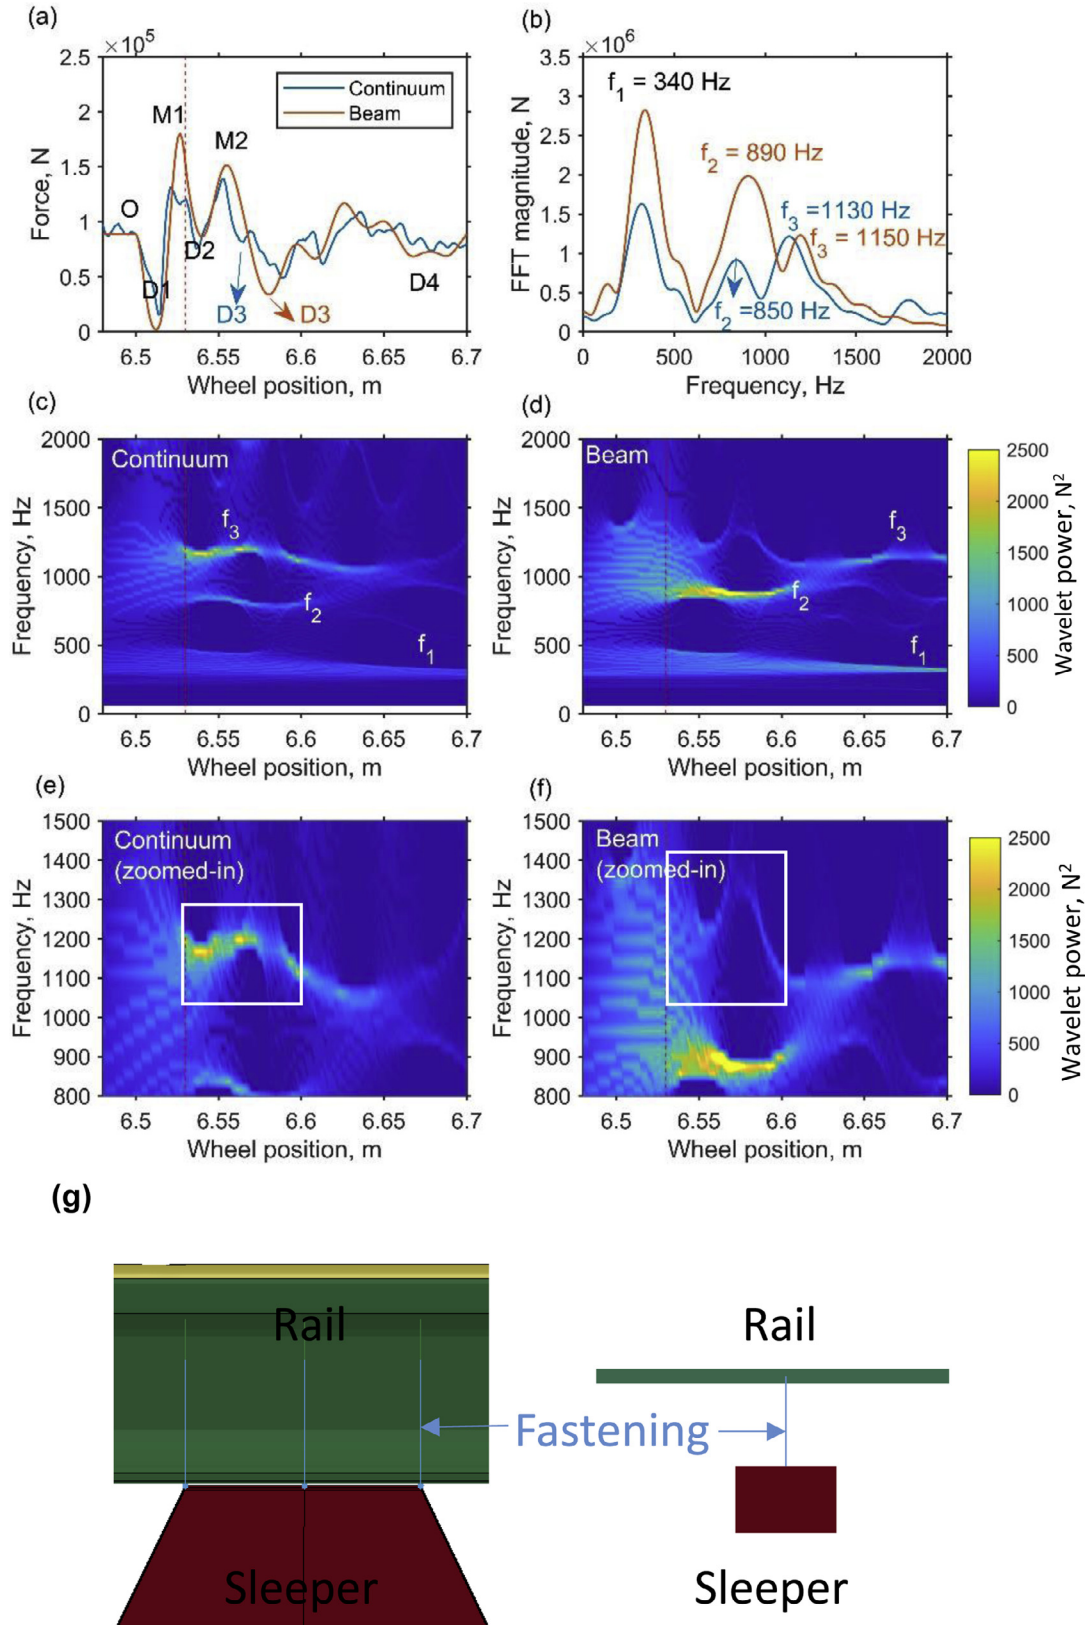 (a)
×10⁵
2.5
2
1.5
1
0.5
0
Force, N
O
M1
M2
D1
D2
D3
D3
D4
Continuum
Beam
6.5
6.55
6.6
6.65
6.7
Wheel position, m
(b)
×10⁶
3.5
3
2.5
2
1.5
1
0.5
0
FFT magnitude, N
f₁ = 340 Hz
f₂ = 890 Hz
f₃ =1130 Hz
f₃ = 1150 Hz
f₂ =850 Hz
0
500
1000
1500
2000
Frequency, Hz
(c)
2000
1500
1000
500
0
Frequency, Hz
Continuum
f₃
f₂
f₁
6.5
6.55
6.6
6.65
6.7
Wheel position, m
(d)
2000
1500
1000
500
0
Frequency, Hz
Beam
f₃
f₂
f₁
6.5
6.55
6.6
6.65
6.7
Wheel position, m
2500
2000
1500
1000
500
0
Wavelet power, N²
(e)
1500
1400
1300
1200
1100
1000
900
800
Frequency, Hz
Continuum
(zoomed-in)
6.5
6.55
6.6
6.65
6.7
Wheel position, m
(f)
1500
1400
1300
1200
1100
1000
900
800
Frequency, Hz
Beam
(zoomed-in)
6.5
6.55
6.6
6.65
6.7
Wheel position, m
2500
2000
1500
1000
500
0
Wavelet power, N²
(g)
Rail
Rail
Fastening
Sleeper
Sleeper